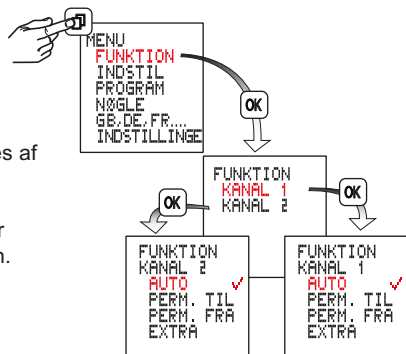 MENU
FUNKTION
INDSTIL
PROGRAM
NØGLE
GB,DE,FR....
INDSTILLINGE
OK
es af
FUNKTION
KANAL 1
KANAL 2
OK
OK
r
n.
FUNKTION
KANAL 2
AUTO ✓
PERM. TIL
PERM. FRA
EXTRA
FUNKTION
KANAL 1
AUTO ✓
PERM. TIL
PERM. FRA
EXTRA